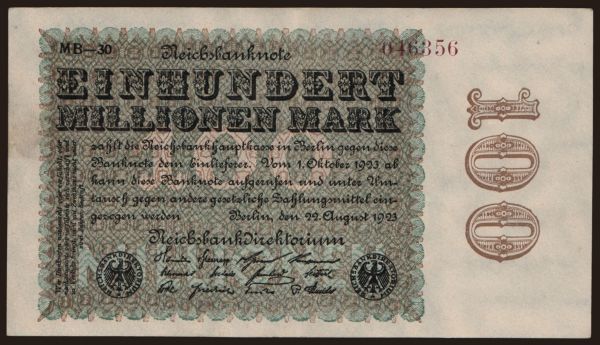 MB—30
046356
Reichsbanknote
EINHUNDERT
MILLIONEN MARK
zahlt die Reichsbankhauptkasse in Berlin gegen diese
Banknote dem Einlieferer. Vom 1. Oktober 1923 ab
kann diese Banknote aufgerufen und unter Um-
tausch gegen andere gesetzliche Zahlungsmittel ein-
gezogen werden
Berlin, den 22. August 1923
Reichsbankdirektorium
100